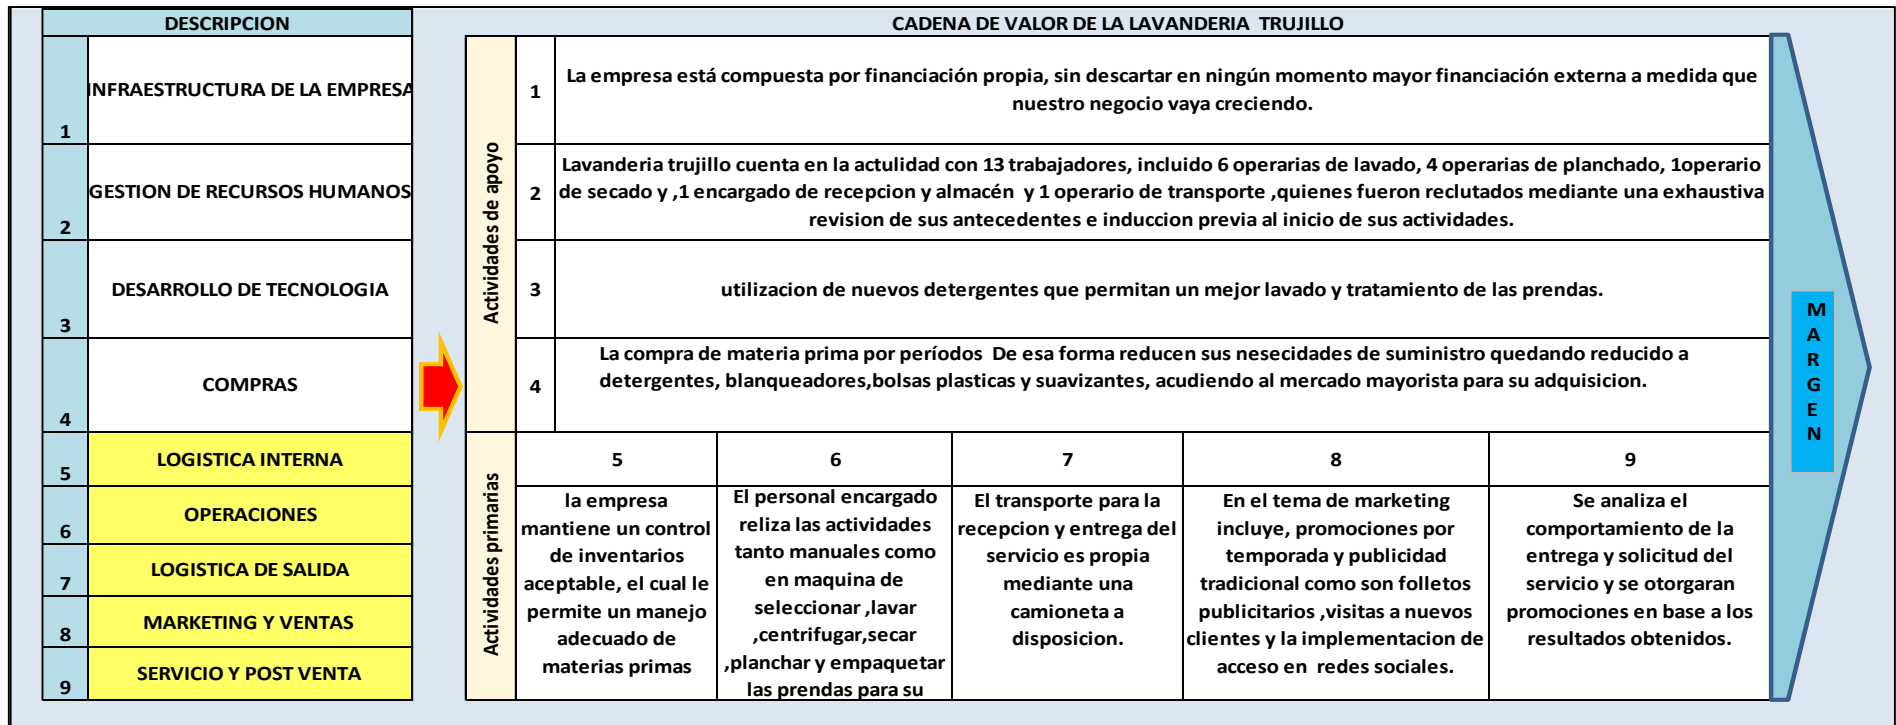 DESCRIPCION
CADENA DE VALOR DE LA LAVANDERIA TRUJILLO
1
INFRAESTRUCTURA DE LA EMPRESA
2
GESTION DE RECURSOS HUMANOS
3
DESARROLLO DE TECNOLOGIA
4
COMPRAS
5
LOGISTICA INTERNA
6
OPERACIONES
7
LOGISTICA DE SALIDA
8
MARKETING Y VENTAS
9
SERVICIO Y POST VENTA
Actividades de apoyo
1
La empresa está compuesta por financiación propia, sin descartar en ningún momento mayor financiación externa a medida que
nuestro negocio vaya creciendo.
2
Lavanderia trujillo cuenta en la actulidad con 13 trabajadores, incluido 6 operarias de lavado, 4 operarias de planchado, 1operario
de secado y ,1 encargado de recepcion y almacén y 1 operario de transporte ,quienes fueron reclutados mediante una exhaustiva
revision de sus antecedentes e induccion previa al inicio de sus actividades.
3
utilizacion de nuevos detergentes que permitan un mejor lavado y tratamiento de las prendas.
4
La compra de materia prima por períodos De esa forma reducen sus nesecidades de suministro quedando reducido a
detergentes, blanqueadores,bolsas plasticas y suavizantes, acudiendo al mercado mayorista para su adquisicion.
Actividades primarias
5
la empresa
mantiene un control
de inventarios
aceptable, el cual le
permite un manejo
adecuado de
materias primas
6
El personal encargado
reliza las actividades
tanto manuales como
en maquina de
seleccionar ,lavar
,centrifugar,secar
,planchar y empaquetar
las prendas para su
7
El transporte para la
recepcion y entrega del
servicio es propia
mediante una
camioneta a
disposicion.
8
En el tema de marketing
incluye, promociones por
temporada y publicidad
tradicional como son folletos
publicitarios ,visitas a nuevos
clientes y la implementacion de
acceso en redes sociales.
9
Se analiza el
comportamiento de la
entrega y solicitud del
servicio y se otorgaran
promociones en base a los
resultados obtenidos.
MARGEN